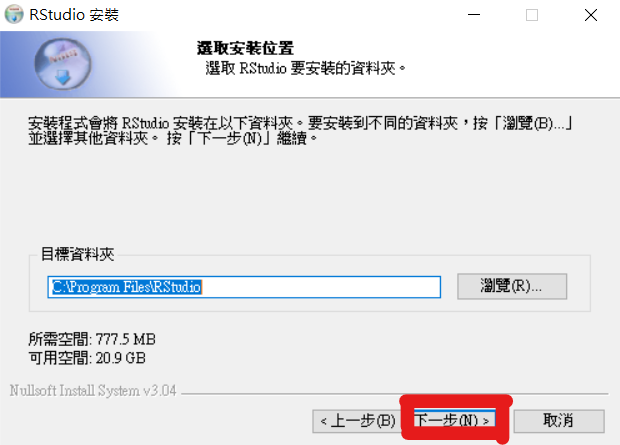 RStudio 安裝
選取安裝位置
選取 RStudio 要安裝的資料夾。
安裝程式會將 RStudio 安裝在以下資料夾。要安裝到不同的資料夾，按「瀏覽(B)...」
並選擇其他資料夾。 按「下一步(N)」繼續。
目標資料夾
C:\Program Files\RStudio
瀏覽(R)...
所需空間: 777.5 MB
可用空間: 20.9 GB
Nullsoft Install System v3.04
< 上一步(B)
下一步(N) >
取消